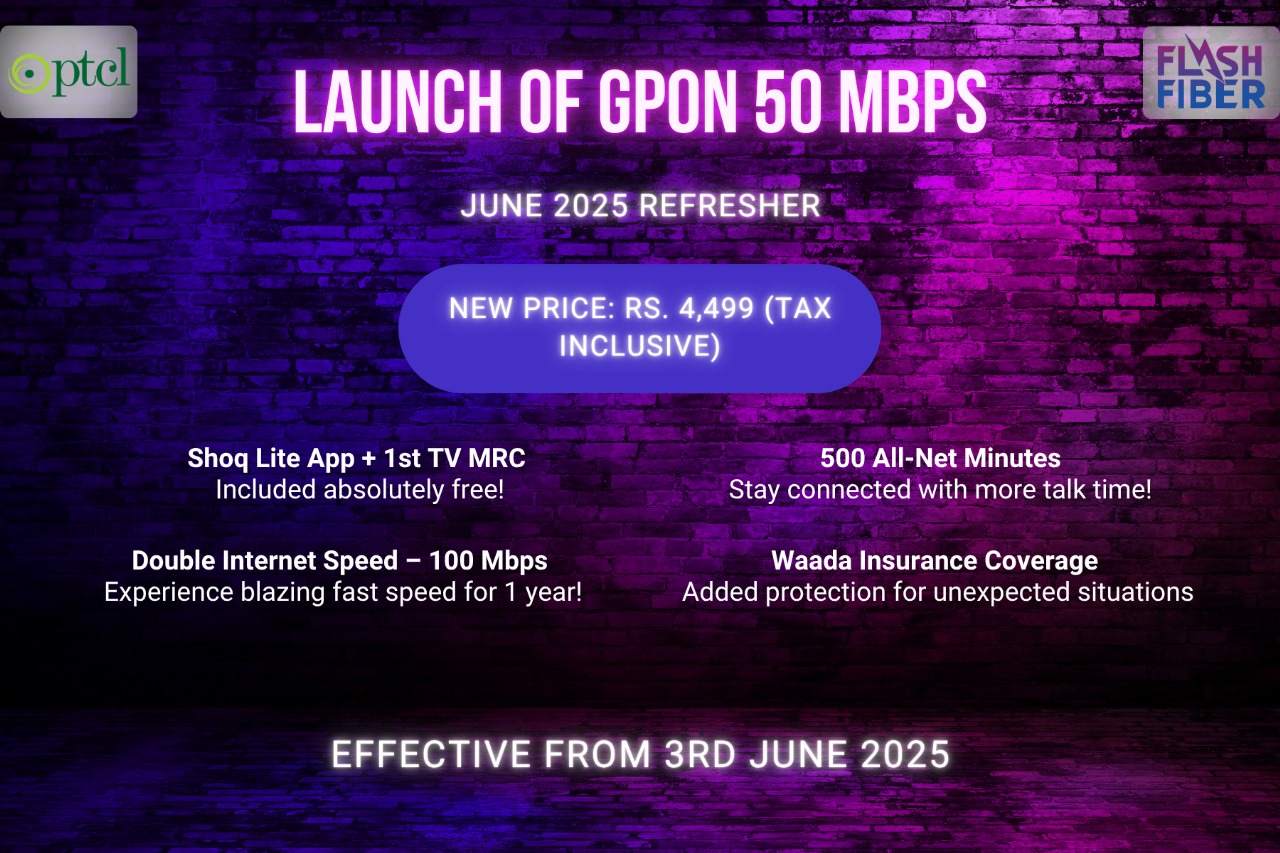 ptcl
FLASH
FIBER
LAUNCH OF GPON 50 MBPS
JUNE 2025 REFRESHER
NEW PRICE: RS. 4,499 (TAX
INCLUSIVE)
Shoq Lite App + 1st TV MRC
Included absolutely free!
500 All-Net Minutes
Stay connected with more talk time!
Double Internet Speed – 100 Mbps
Experience blazing fast speed for 1 year!
Waada Insurance Coverage
Added protection for unexpected situations
EFFECTIVE FROM 3RD JUNE 2025